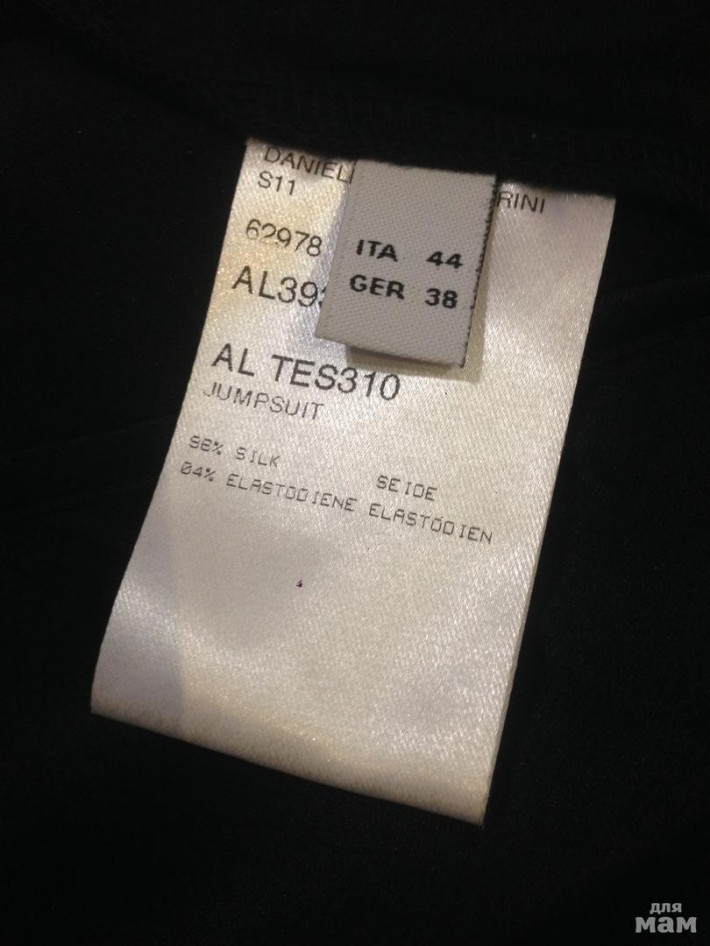 DANIEL RINI
S11
62978
AL393
AL TES310
JUMPSUIT
96% SILK SEIDE
04% ELASTODIENE ELASTODIEN
ITA 44
GER 38
для
мам